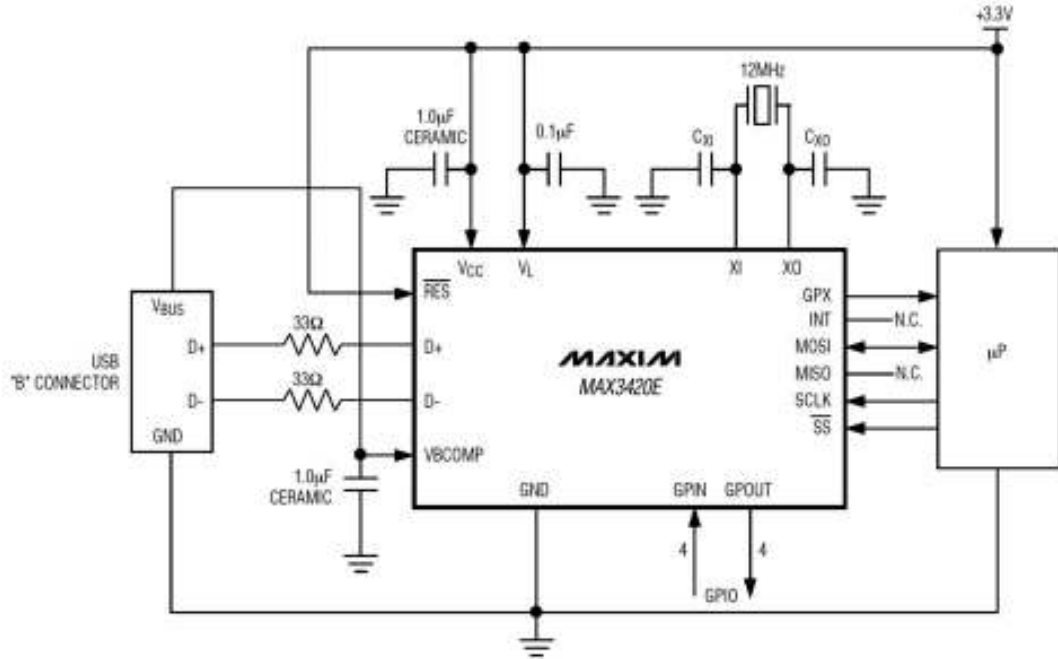 +3.3V
12MHz
1.0µF
CERAMIC
0.1µF
CXI
CXO
VCC
VL
XI
XO
RES
GPX
INT
N.C.
MOSI
MISO
N.C.
SCLK
SS
µP
VBUS
D+
D-
GND
USB
"B" CONNECTOR
33Ω
33Ω
D+
D-
VBCOMP
MAXIM
MAX3420E
1.0µF
CERAMIC
GND
GPIN
GPOUT
4
4
GPIO